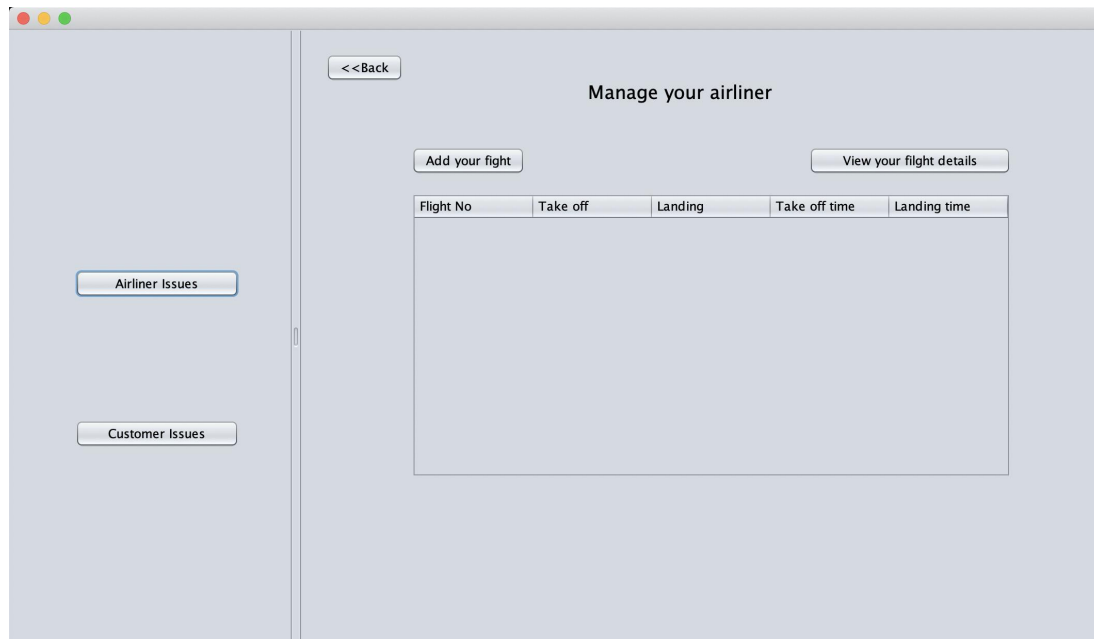 <<Back
Manage your airliner
Add your fight
View your filght details
Flight No Take off Landing Take off time Landing time
Airliner Issues
Customer Issues